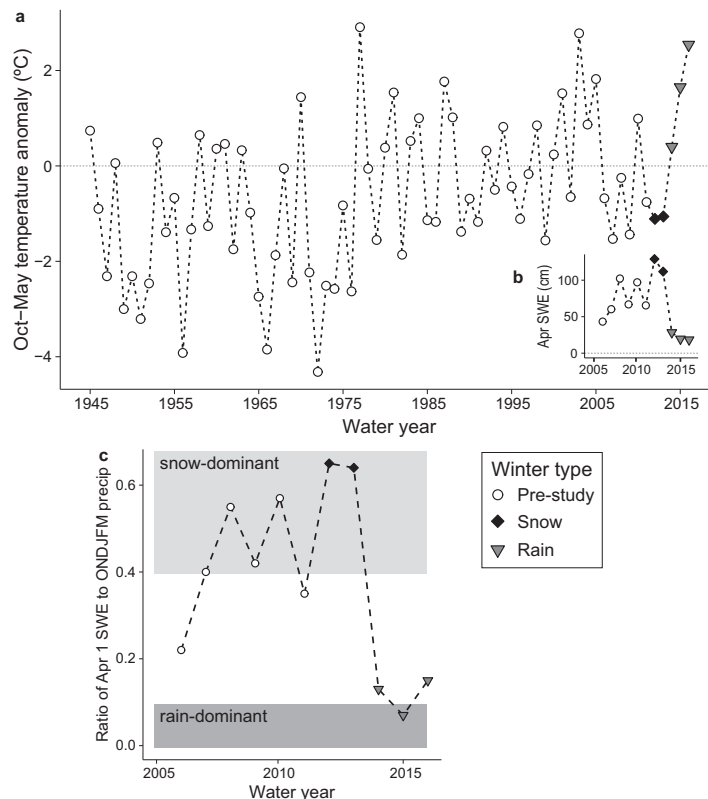 a
Oct−May temperature anomaly (ºC)
2
0
−2
−4
1945
1955
1965
1975
1985
1995
2005
2015
Water year
b
Apr SWE (cm)
100
50
0
2005
2010
2015
c
Ratio of Apr 1 SWE to ONDJFM precip
0.6
0.4
0.2
0.0
snow-dominant
rain-dominant
2005
2010
2015
Water year
Winter type
Pre-study
Snow
Rain